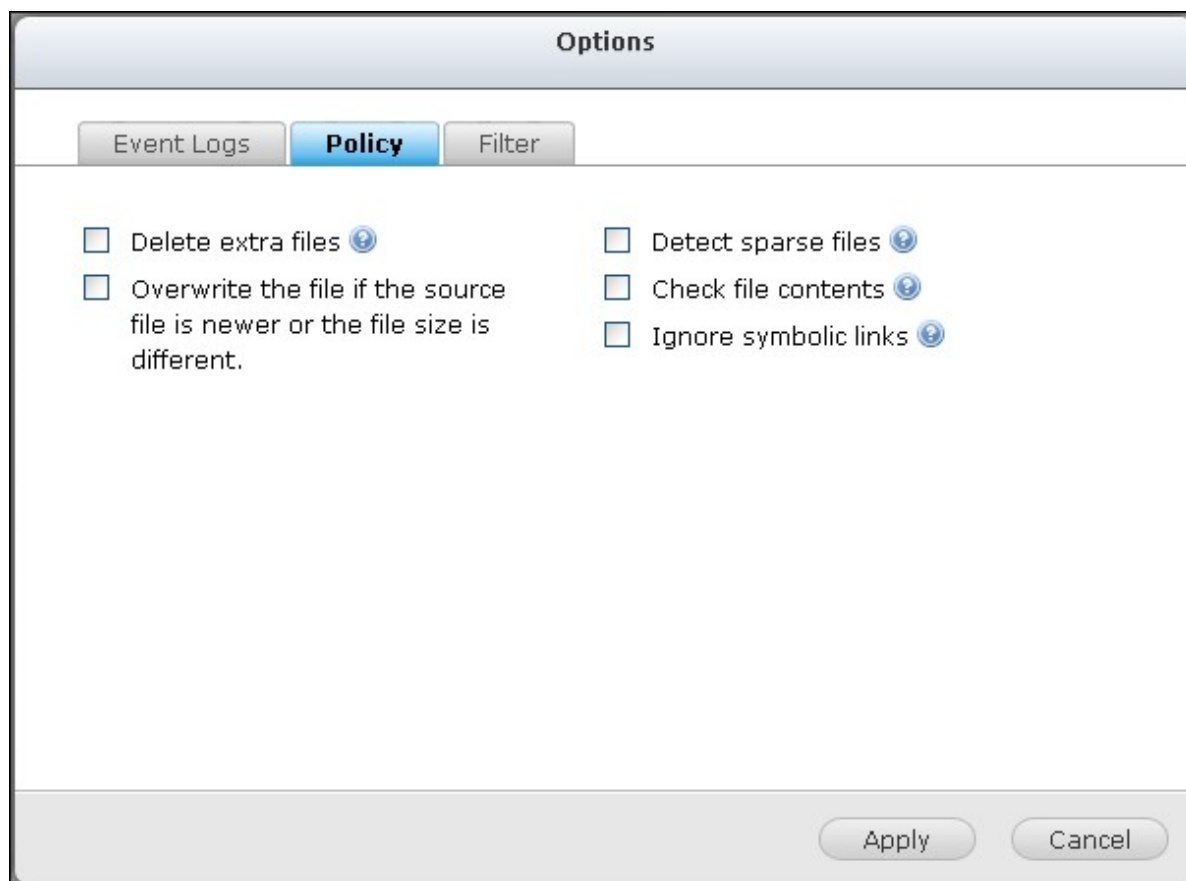 Options
Event Logs
Policy
Filter
Delete extra files
Overwrite the file if the source
file is newer or the file size is
different.
Detect sparse files
Check file contents
Ignore symbolic links
Apply
Cancel